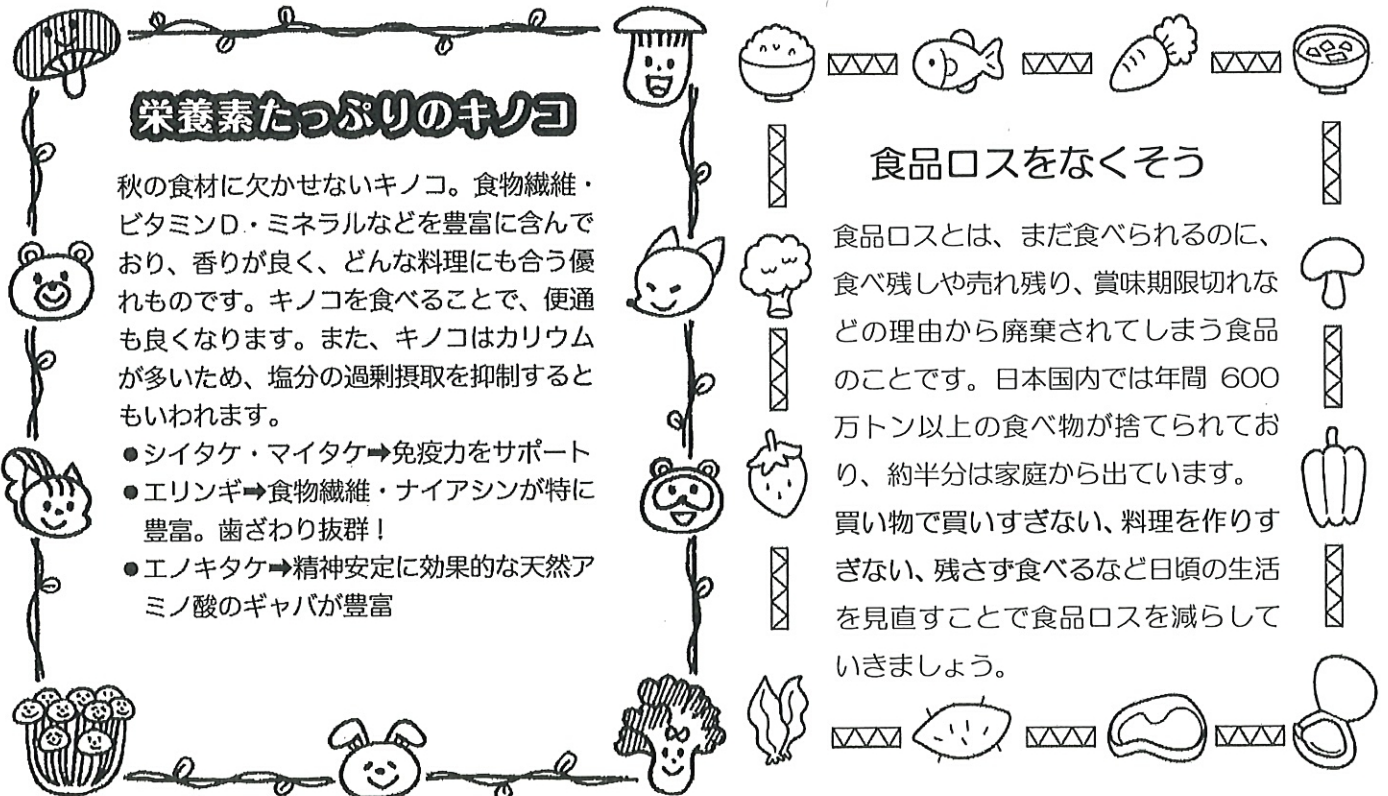 栄養素たっぷりのキノコ
秋の食材に欠かせないキノコ。食物繊維・
ビタミンD・ミネラルなどを豊富に含んで
おり、香りが良く、どんな料理にも合う優
れものです。キノコを食べることで、便通
も良くなります。また、キノコはカリウム
が多いため、塩分の過剰摂取を抑制すると
もいわれます。
●シイタケ・マイタケ➡免疫力をサポート
●エリンギ➡食物繊維・ナイアシンが特に
豊富。歯ざわり抜群！
●エノキタケ➡精神安定に効果的な天然ア
ミノ酸のギャバが豊富
食品ロスをなくそう
食品ロスとは、まだ食べられるのに、
食べ残しや売れ残り、賞味期限切れな
どの理由から廃棄されてしまう食品
のことです。日本国内では年間 600
万トン以上の食べ物が捨てられてお
り、約半分は家庭から出ています。
買い物で買いすぎない、料理を作りす
ぎない、残さず食べるなど日頃の生活
を見直すことで食品ロスを減らして
いきましょう。